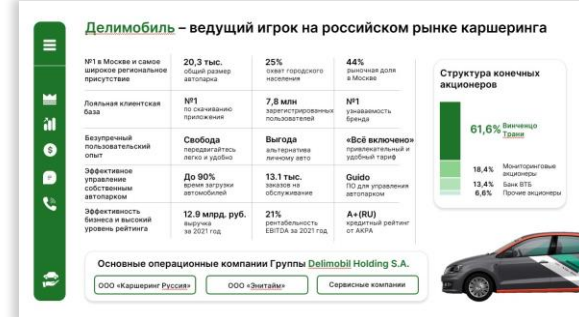 Делимобиль – ведущий игрок на российском рынке каршеринга
№1 в Москве и самое
широкое региональное
присутствие
20,3 тыс.
общий размер
автопарка
25%
охват городского
населения
44%
рыночная доля
в Москве
Лояльная клиентская
база
№1
по скачиванию
приложения
7,8 млн
зарегистрированных
пользователей
№1
узнаваемость
бренда
Безупречный
пользовательский
опыт
Свобода
передвигайтесь
легко и удобно
Выгода
альтернатива
личному авто
«Всё включено»
привлекательный и
удобный тариф
Эффективное
управление
собственным
автопарком
До 90%
время загрузки
автомобилей
13.1 тыс.
заказов на
обслуживание
Guido
ПО для управления
автопарком
Эффективность
бизнеса и высокий
уровень рейтинга
12.9 млрд. руб.
выручка
за 2021 год
21%
рентабельность
EBITDA за 2021 год
A+(RU)
кредитный рейтинг
от АКРА
Структура конечных
акционеров
61,6% Винченцо
Трани
18,4% Мониторинговые
акционеры
13,4% Банк ВТБ
6,6% Прочие акционеры
Основные операционные компании Группы Delimobil Holding S.A.
ООО «Каршеринг Руссия»
ООО «Энитайм»
Сервисные компании